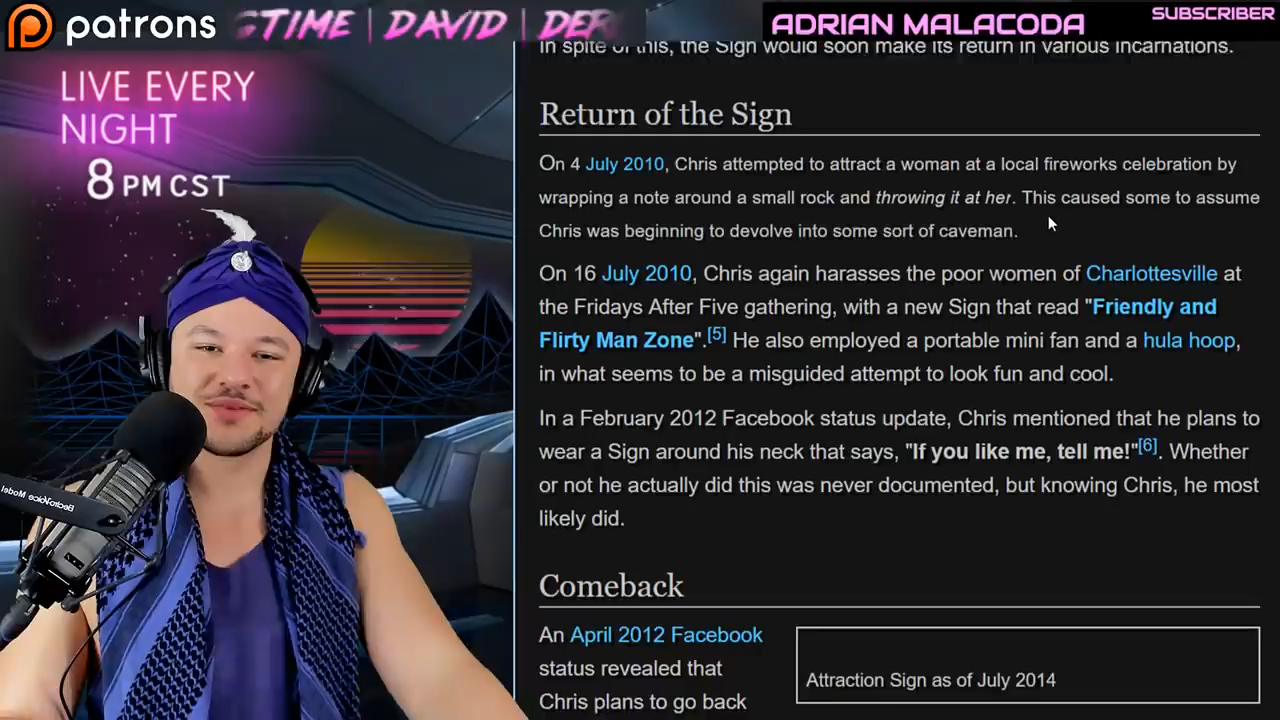 patrons
TIME | DAVID | DER
ADRIAN MALACODA
SUBSCRIBER
LIVE EVERY
NIGHT
8 PM CST
In spite of this, the Sign would soon make its return in various incarnations.
Return of the Sign
On 4 July 2010, Chris attempted to attract a woman at a local fireworks celebration by
wrapping a note around a small rock and throwing it at her. This caused some to assume
Chris was beginning to devolve into some sort of caveman.
On 16 July 2010, Chris again harasses the poor women of Charlottesville at
the Fridays After Five gathering, with a new Sign that read "Friendly and
Flirty Man Zone".[5] He also employed a portable mini fan and a hula hoop,
in what seems to be a misguided attempt to look fun and cool.
In a February 2012 Facebook status update, Chris mentioned that he plans to
wear a Sign around his neck that says, "If you like me, tell me!"[6]. Whether
or not he actually did this was never documented, but knowing Chris, he most
likely did.
Comeback
An April 2012 Facebook
status revealed that
Chris plans to go back
Attraction Sign as of July 2014